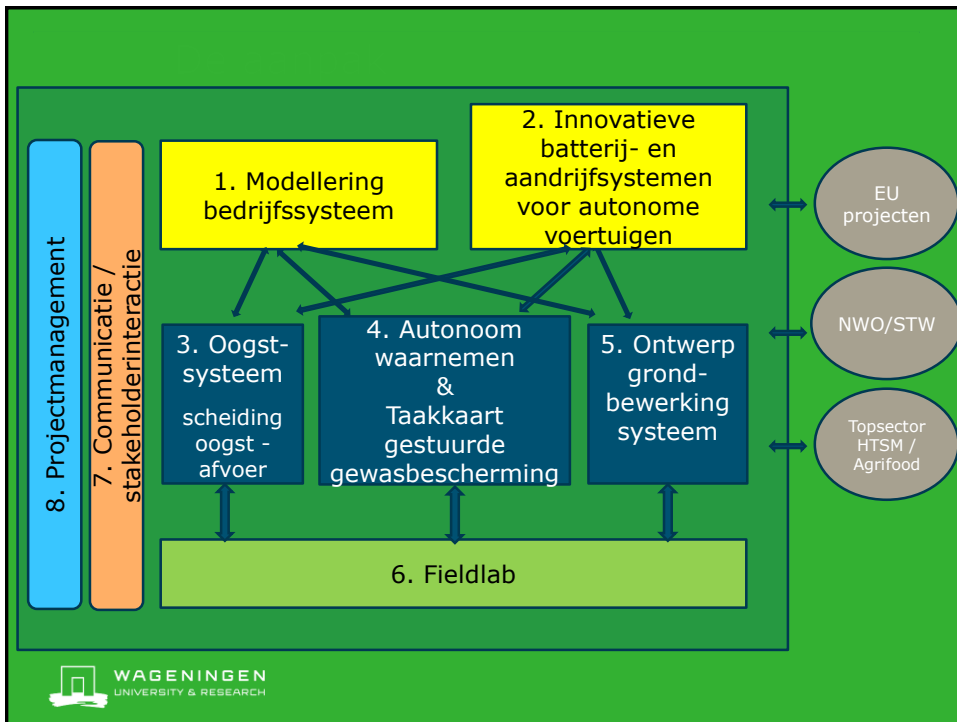 8. Projectmanagement
7. Communicatie /
stakeholderinteractie
1. Modellering
bedrijfssysteem
2. Innovatieve
batterij- en
aandrijfsystemen
voor autonome
voertuigen
3. Oogst-
systeem
scheiding
oogst -
afvoer
4. Autonoom
waarnemen
&
Taakkaart
gestuurde
gewasbescherming
5. Ontwerp
grond-
bewerking
systeem
6. Fieldlab
EU
projecten
NWO/STW
Topsector
HTSM /
Agrifood
WAGENINGEN
UNIVERSITY & RESEARCH